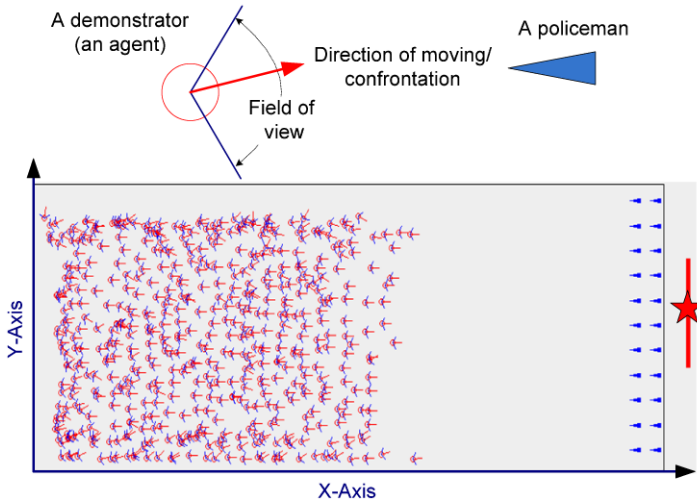 A demonstrator
(an agent)
Direction of moving/
confrontation
A policeman
Field of
view
Y-Axis
X-Axis